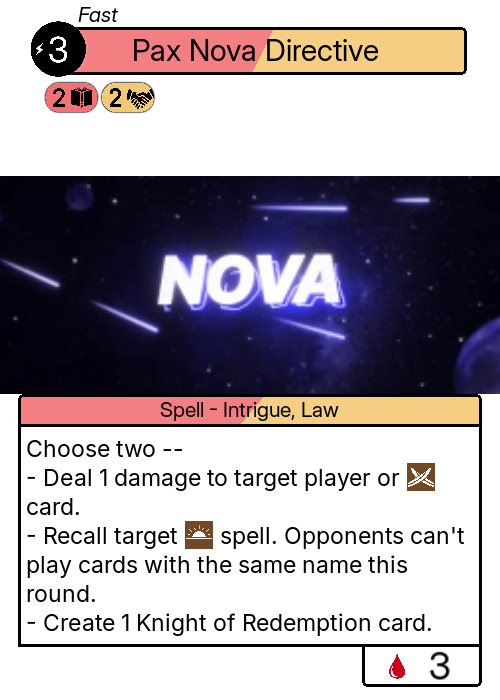 Fast
3
Pax Nova Directive
2 2
NOVA
Spell - Intrigue, Law
Choose two --
- Deal 1 damage to target player or
card.
- Recall target spell. Opponents can't
play cards with the same name this
round.
- Create 1 Knight of Redemption card.
3